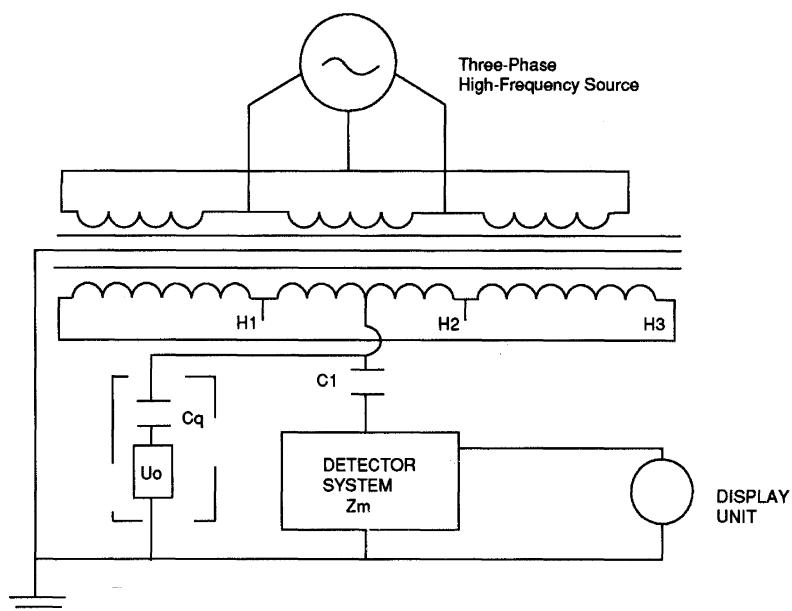 Three-Phase
High-Frequency Source
H1
H2
H3
C1
Cq
Uo
DETECTOR
SYSTEM
Zm
DISPLAY
UNIT